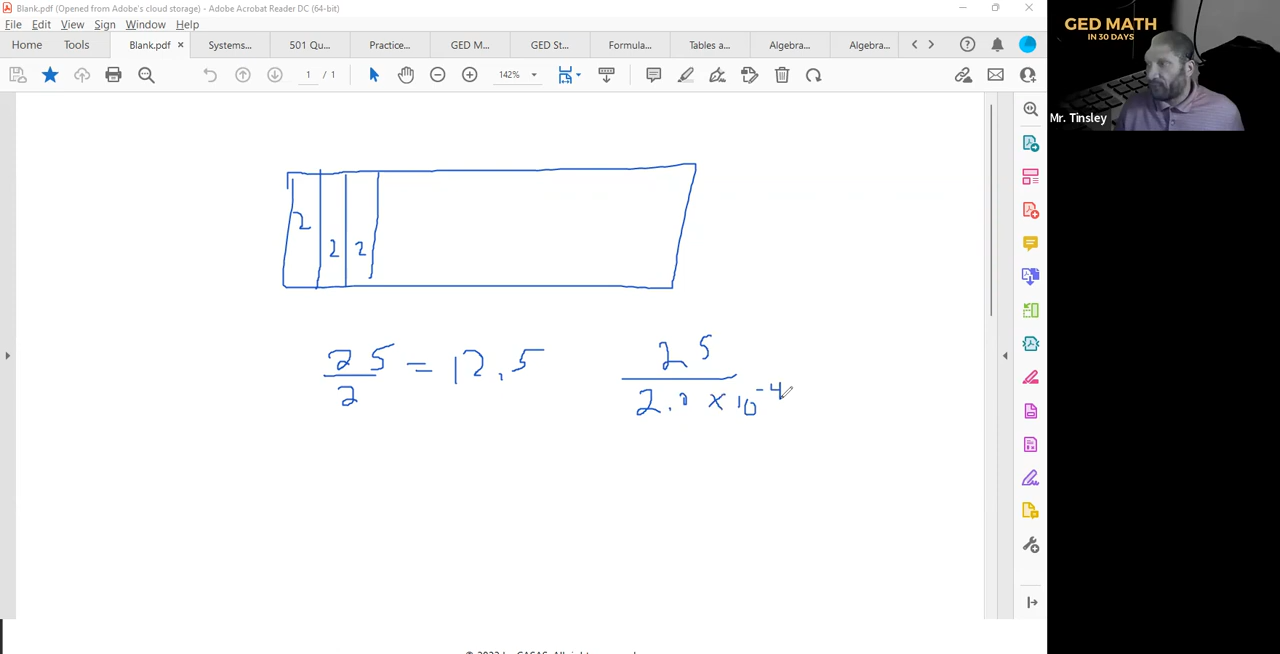 Blank.pdf (Opened from Adobe's cloud storage) - Adobe Acrobat Reader DC (64-bit)
File Edit View Sign Window Help
Home Tools Blank.pdf × Systems... 501 Qu... Practice... GED M... GED St... Formula... Tables a... Algebra... Algebra...
1 / 1 142%
GED MATH
IN 30 DAYS
Mr. Tinsley
2
2 2
25 = 12.5
2
25
2.0 × 10⁻⁴